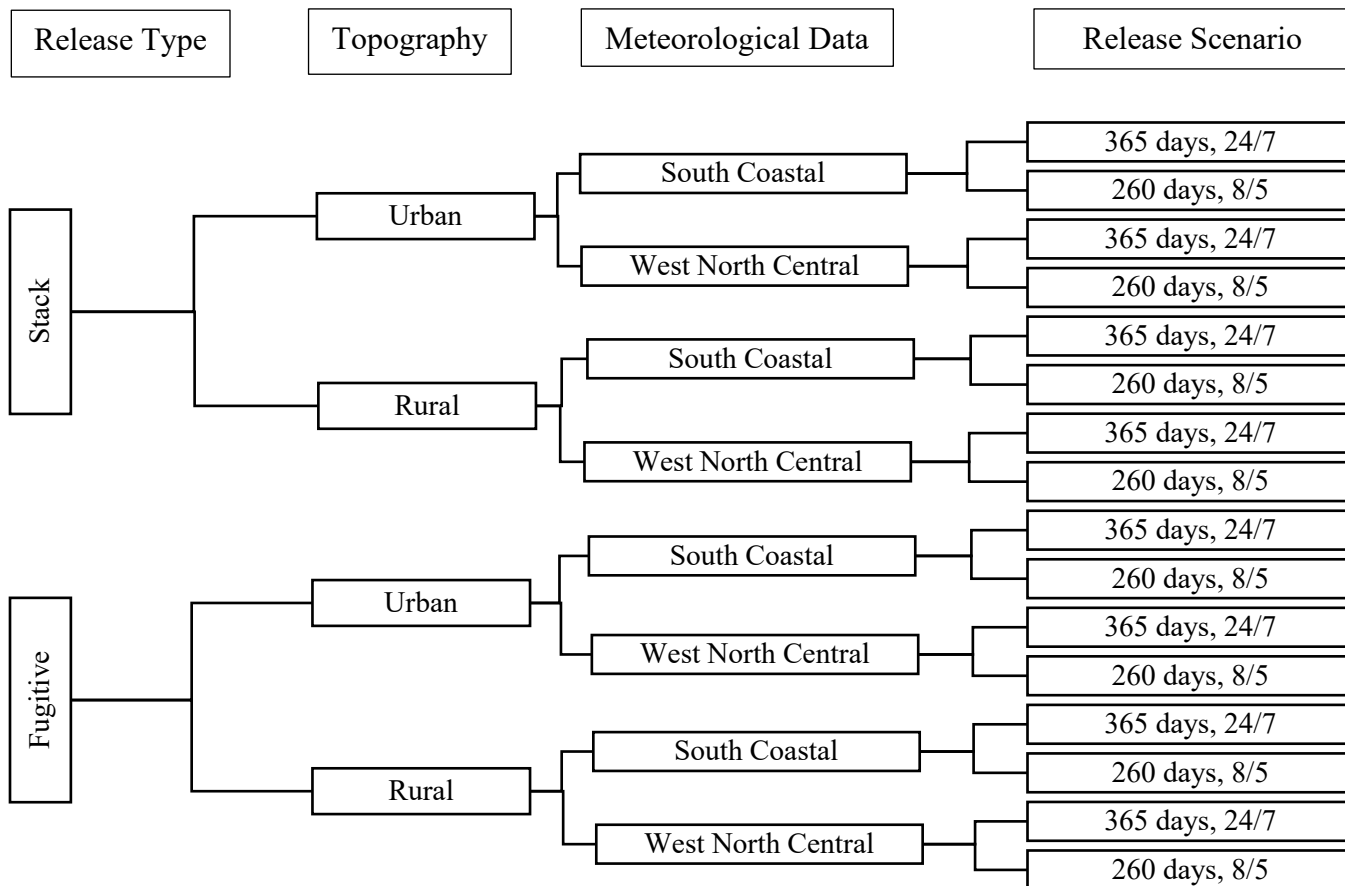 Release Type
Topography
Meteorological Data
Release Scenario
Stack
Urban
South Coastal
365 days, 24/7
260 days, 8/5
West North Central
365 days, 24/7
260 days, 8/5
Rural
South Coastal
365 days, 24/7
260 days, 8/5
West North Central
365 days, 24/7
260 days, 8/5
Fugitive
Urban
South Coastal
365 days, 24/7
260 days, 8/5
West North Central
365 days, 24/7
260 days, 8/5
Rural
South Coastal
365 days, 24/7
260 days, 8/5
West North Central
365 days, 24/7
260 days, 8/5